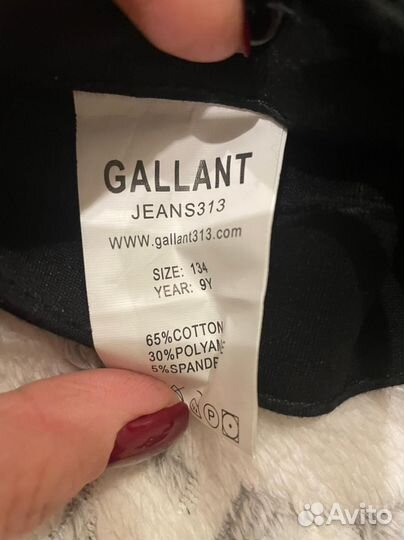 GALLANT
JEANS313
www.gallant313.com
SIZE: 134
YEAR: 9Y
65%COTTON
30%POLYAM
5%SPANDE
P
Avito